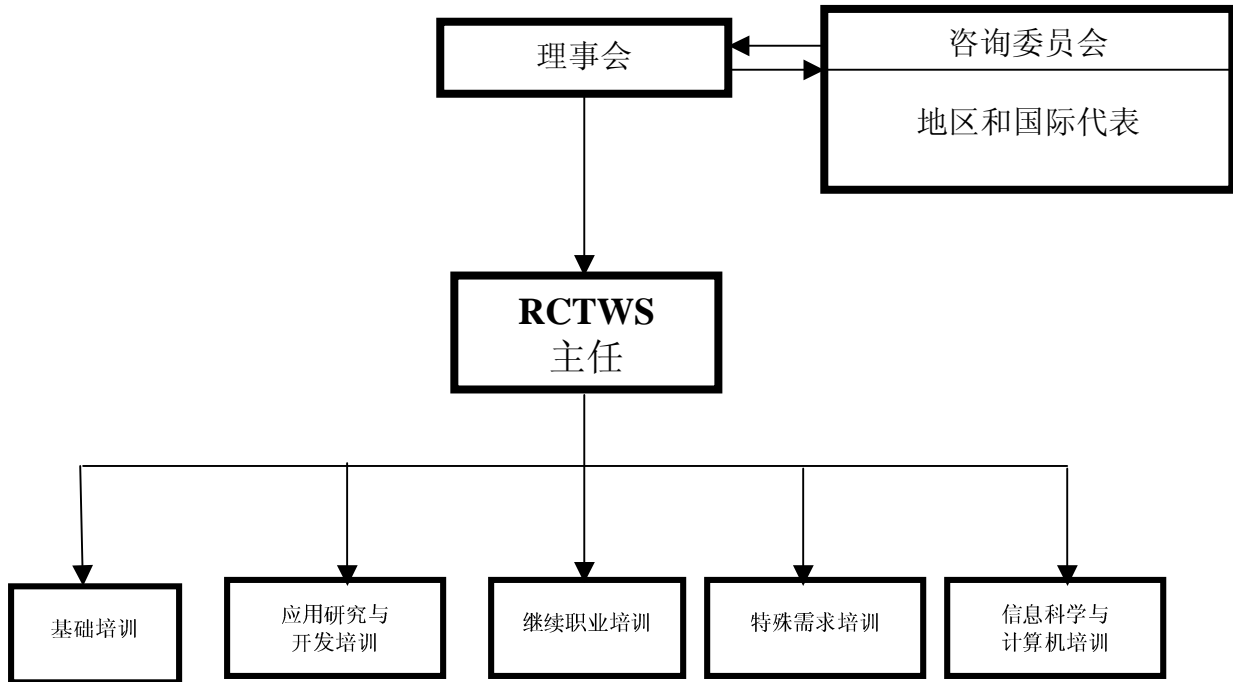 理事会
咨询委员会
地区和国际代表
RCTWS
主任
基础培训
应用研究与
开发培训
继续职业培训
特殊需求培训
信息科学与
计算机培训